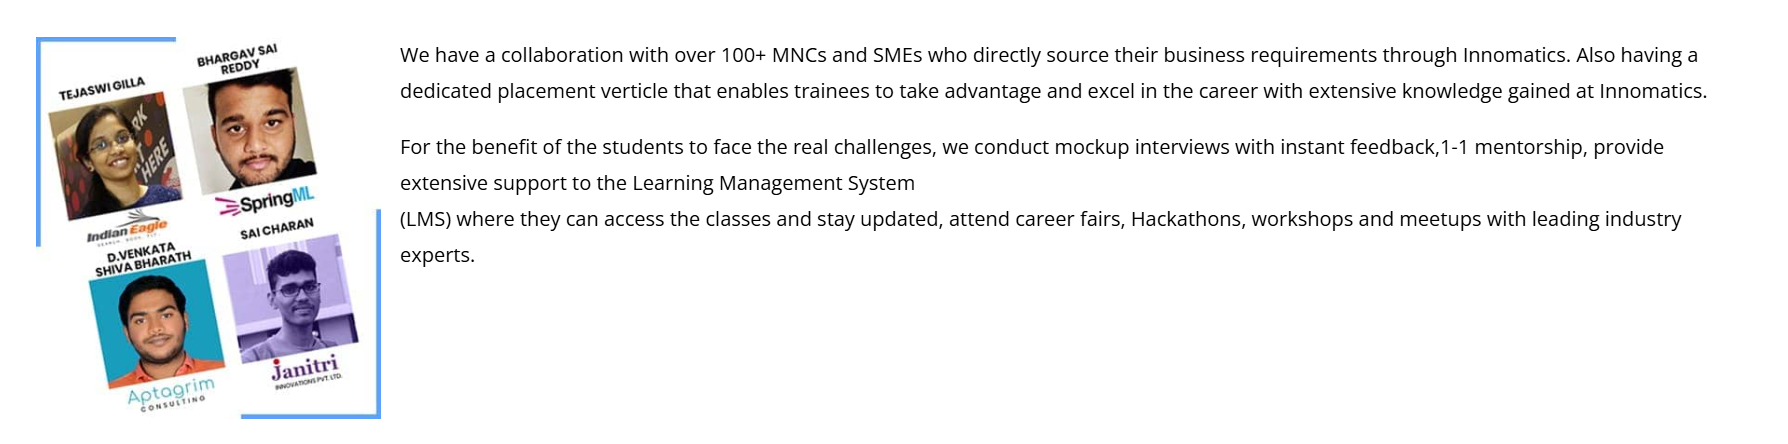 TEJASWI GILLA
BHARGAV SAI
REDDY
Indian Eagle
SEARCH. BOOK. FLY.
SpringML
D.VENKATA
SHIVA BHARATH
SAI CHARAN
Aptagrim
CONSULTING
Janitri
INNOVATIONS PVT. LTD.
RK
HERE
We have a collaboration with over 100+ MNCs and SMEs who directly source their business requirements through Innomatics. Also having a
dedicated placement verticle that enables trainees to take advantage and excel in the career with extensive knowledge gained at Innomatics.
For the benefit of the students to face the real challenges, we conduct mockup interviews with instant feedback,1-1 mentorship, provide
extensive support to the Learning Management System
(LMS) where they can access the classes and stay updated, attend career fairs, Hackathons, workshops and meetups with leading industry
experts.